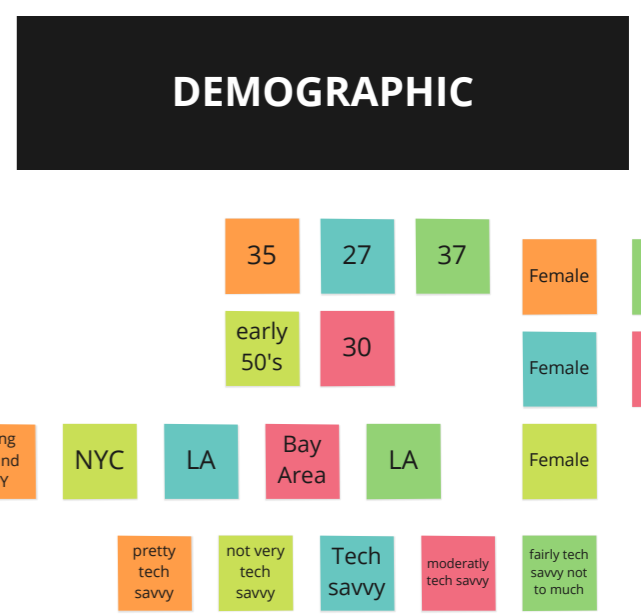 DEMOGRAPHIC
35
27
37
Female
early
50's
30
Female
NYC
LA
Bay
Area
LA
Female
pretty
tech
savvy
not very
tech
savvy
Tech
savvy
moderatly
tech savvy
fairly tech
savvy not
to much